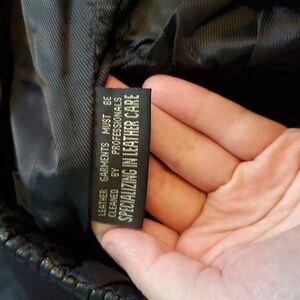 LEATHER GARMENTS MUST BE
CLEANED BY PROFESSIONALS
SPECIALIZING IN LEATHER CARE